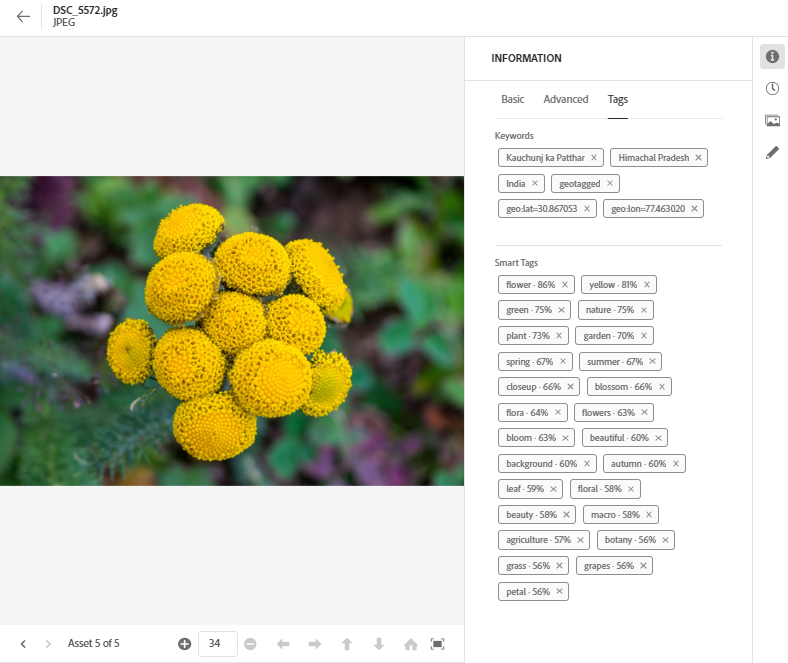 DSC_5572.jpg
JPEG
INFORMATION
Basic Advanced Tags
Keywords
Kauchunj ka Patthar × Himachal Pradesh ×
India × geotagged ×
geo:lat=30.867053 × geo:lon=77.463020 ×
Smart Tags
flower · 86% × yellow · 81% ×
green · 75% × nature · 75% ×
plant · 73% × garden · 70% ×
spring · 67% × summer · 67% ×
closeup · 66% × blossom · 66% ×
flora · 64% × flowers · 63% ×
bloom · 63% × beautiful · 60% ×
background · 60% × autumn · 60% ×
leaf · 59% × floral · 58% ×
beauty · 58% × macro · 58% ×
agriculture · 57% × botany · 56% ×
grass · 56% × grapes · 56% ×
petal · 56% ×
Asset 5 of 5 34